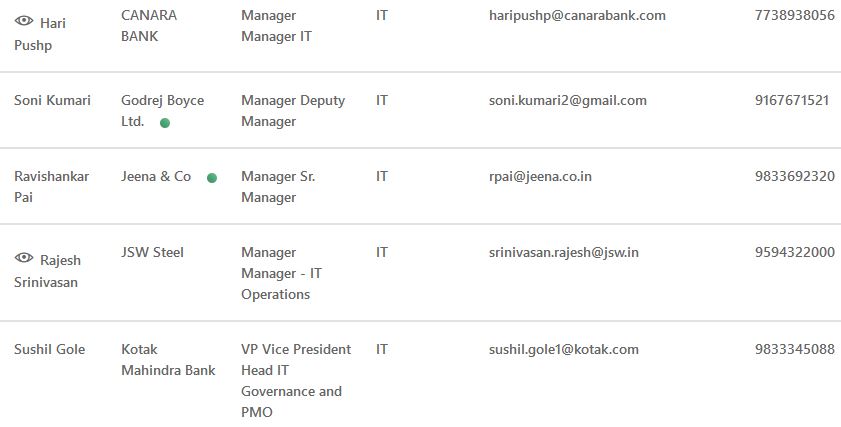 Hari Pushp CANARA BANK Manager Manager IT IT haripushp@canarabank.com 7738938056
Soni Kumari Godrej Boyce Ltd. Manager Deputy Manager IT soni.kumari2@gmail.com 9167671521
Ravishankar Pai Jeena & Co Manager Sr. Manager IT rpai@jeena.co.in 9833692320
Rajesh Srinivasan JSW Steel Manager Manager - IT Operations IT srinivasan.rajesh@jsw.in 9594322000
Sushil Gole Kotak Mahindra Bank VP Vice President Head IT Governance and PMO IT sushil.gole1@kotak.com 9833345088